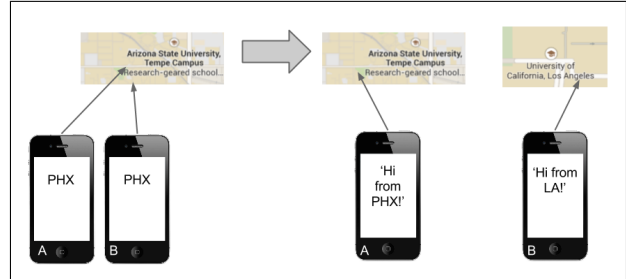 Arizona State University,
Tempe Campus
Research-geared school...
Arizona State University,
Tempe Campus
Research-geared school...
University of
California, Los Angeles
PHX
A
PHX
B
'Hi
from
PHX!'
A
'Hi from
LA!'
B